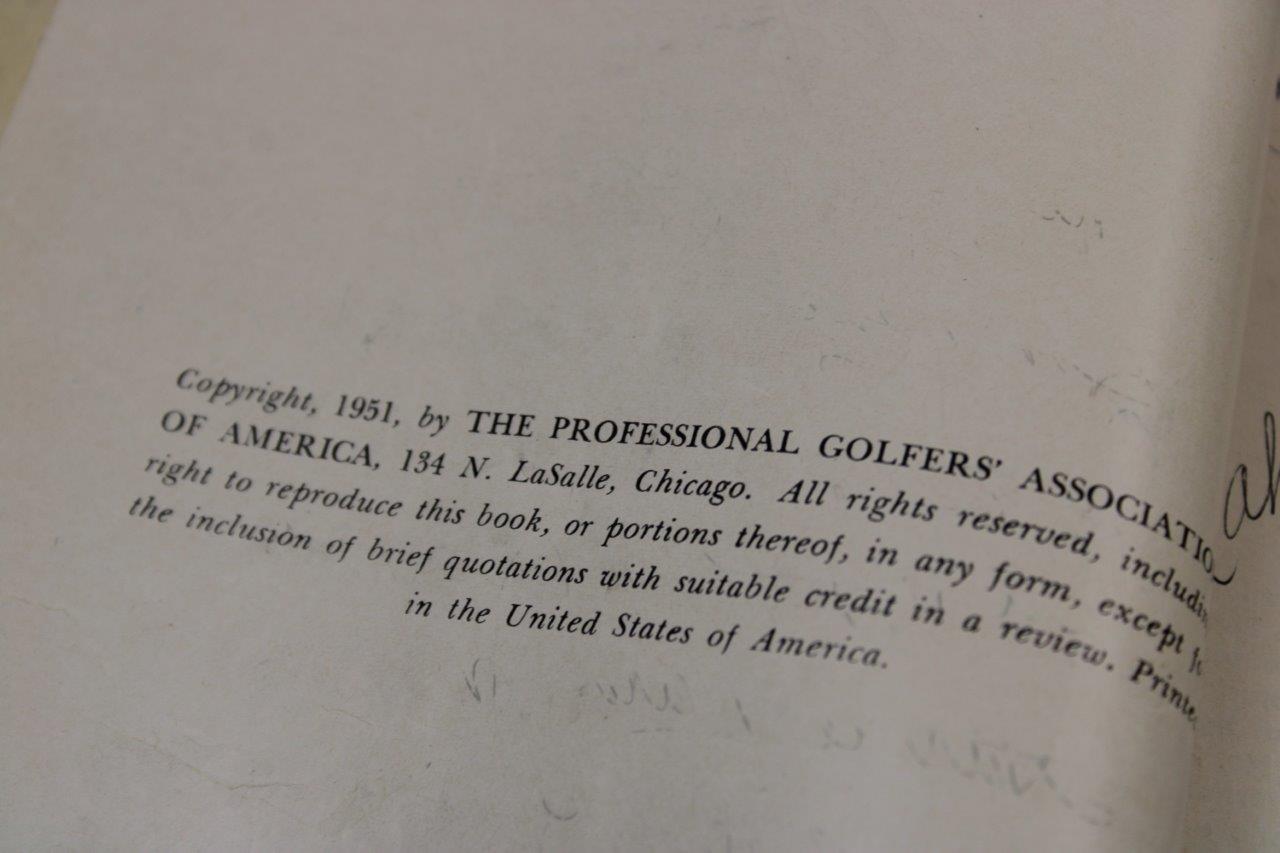 Copyright, 1951, by THE PROFESSIONAL GOLFERS' ASSOCIATIO
OF AMERICA, 134 N. LaSalle, Chicago. All rights reserved, includin
right to reproduce this book, or portions thereof, in any form, except f
the inclusion of brief quotations with suitable credit in a review. Printe
in the United States of America.